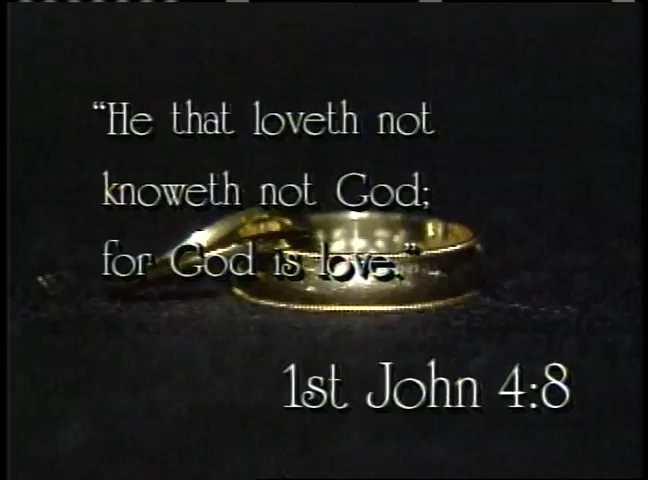 “He that loveth not
knoweth not God;
for God is love.”
1st John 4:8